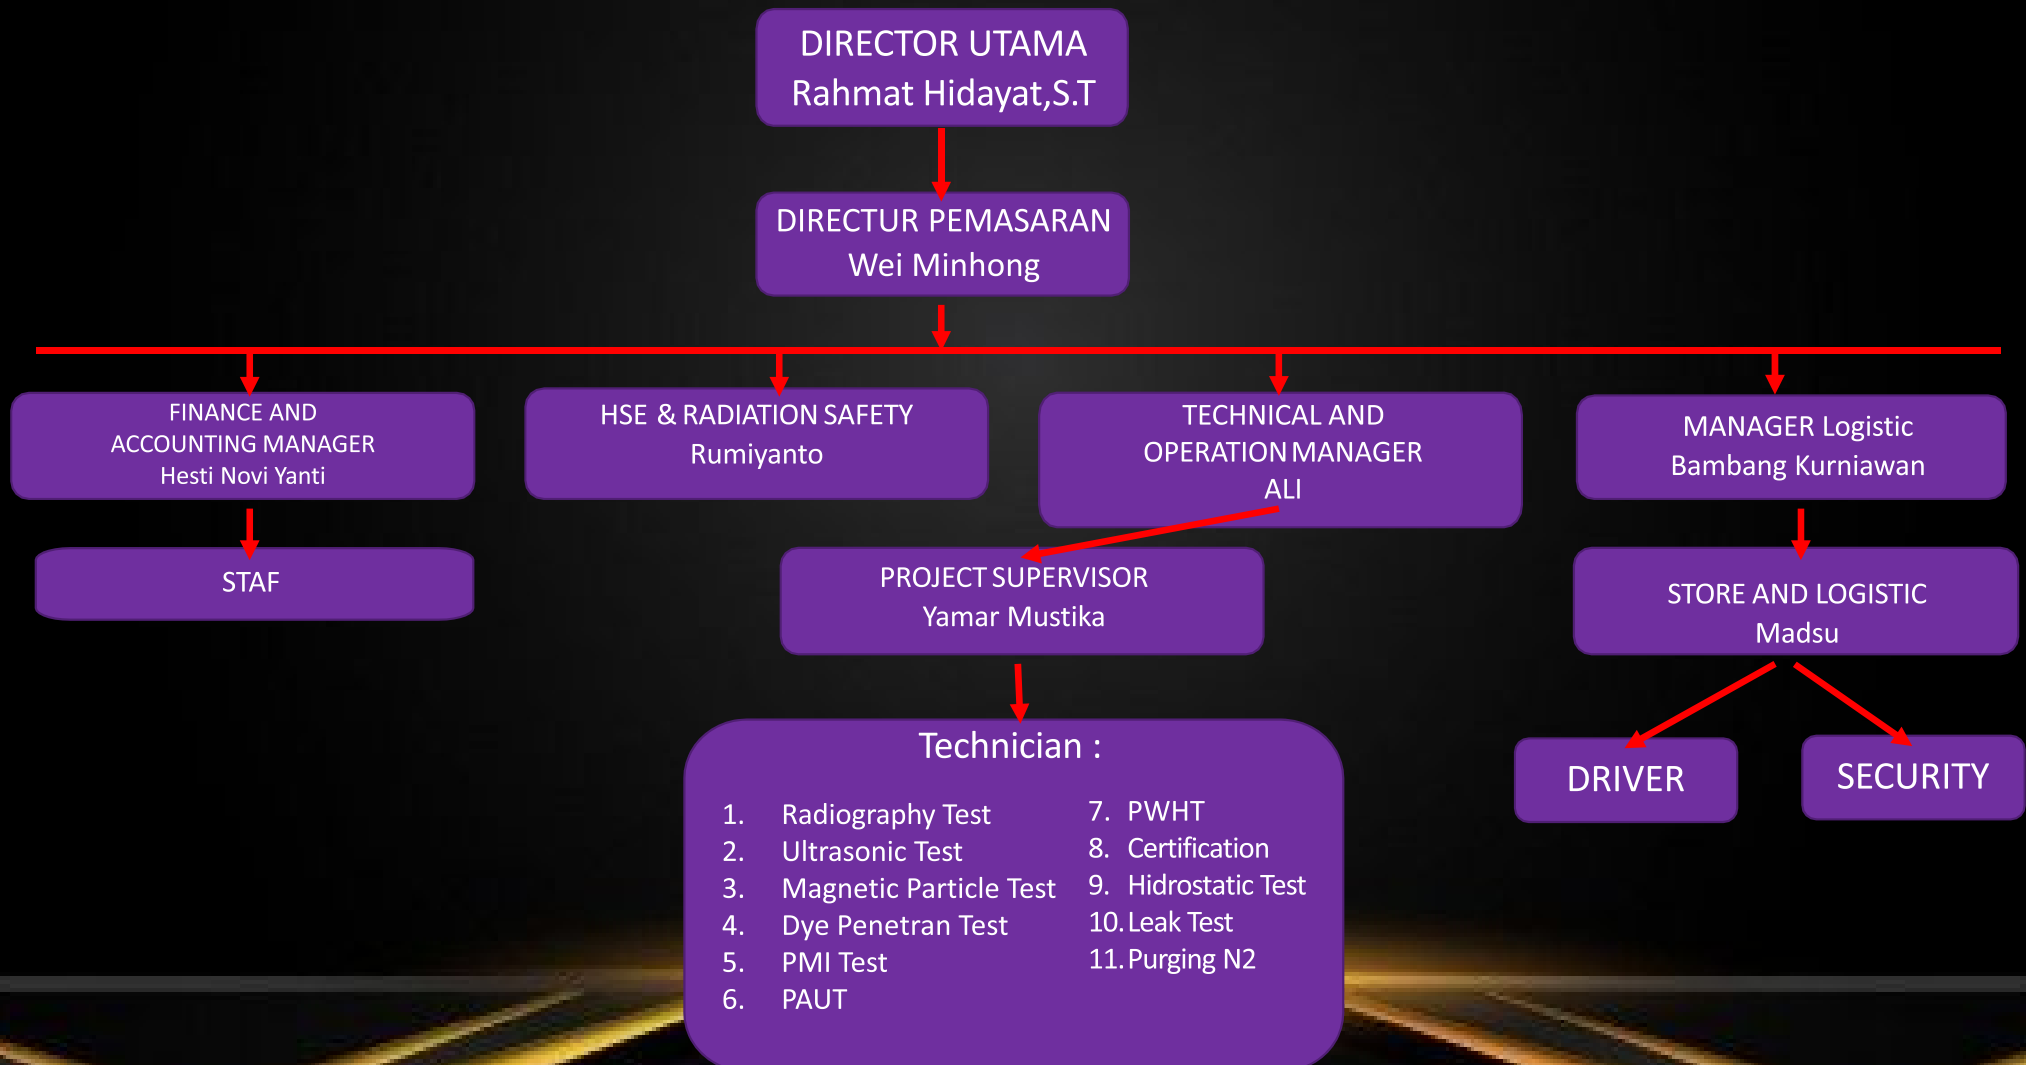 DIRECTOR UTAMA
Rahmat Hidayat,S.T
DIRECTUR PEMASARAN
Wei Minhong
FINANCE AND
ACCOUNTING MANAGER
Hesti Novi Yanti
HSE & RADIATION SAFETY
Rumiyanto
TECHNICAL AND
OPERATION MANAGER
ALI
MANAGER Logistic
Bambang Kurniawan
STAF
PROJECT SUPERVISOR
Yamar Mustika
STORE AND LOGISTIC
Madsu
DRIVER
SECURITY
Technician :
1. Radiography Test
2. Ultrasonic Test
3. Magnetic Particle Test
4. Dye Penetran Test
5. PMI Test
6. PAUT
7. PWHT
8. Certification
9. Hidrostatic Test
10. Leak Test
11. Purging N2